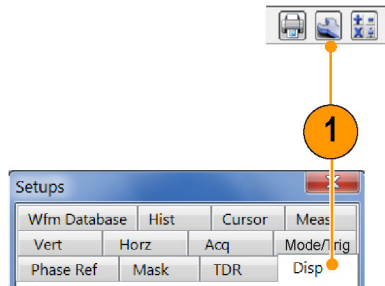 1
Setups
Wfm Database Hist Cursor Meas
Vert Horz Acq Mode/Trig
Phase Ref Mask TDR Disp